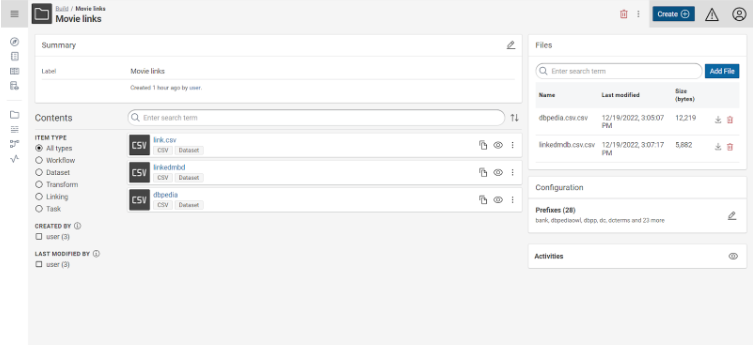 Build / Movie links
Movie links
Create
Summary
Label
Movie links
Created 1 hour ago by user.
Contents
Enter search term
ITEM TYPE
All types
Workflow
Dataset
Transform
Linking
Task
CREATED BY
user (3)
LAST MODIFIED BY
user (3)
CSV
link.csv
CSV Dataset
CSV
linkedmbd
CSV Dataset
CSV
dbpedia
CSV Dataset
Files
Enter search term
Add File
Name Last modified Size (bytes)
dbpedia.csv.csv 12/19/2022, 3:05:07 PM 12,219
linkedmdb.csv.csv 12/19/2022, 3:07:17 PM 5,882
Configuration
Prefixes (28)
bank, dbpediaowl, dbpp, dc, dcterms and 23 more
Activities